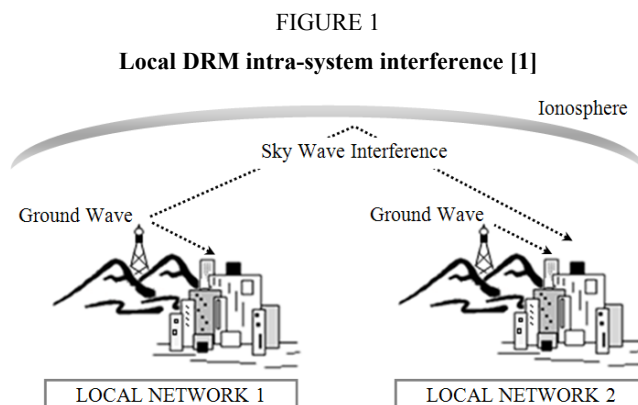 FIGURE 1
Local DRM intra-system interference [1]
Ionosphere
Sky Wave Interference
Ground Wave
Ground Wave
LOCAL NETWORK 1
LOCAL NETWORK 2